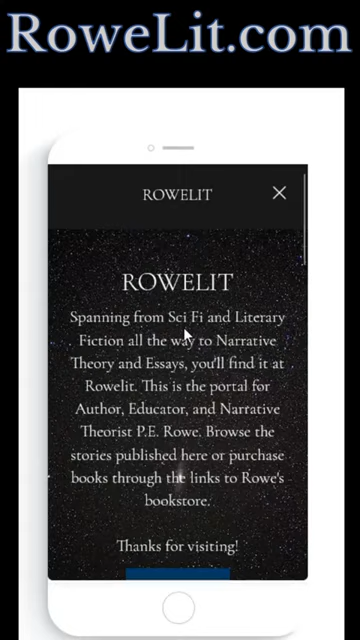 RoweLit.com
ROWELIT
ROWELIT
Spanning from Sci Fi and Literary
Fiction all the way to Narrative
Theory and Essays, you'll find it at
Rowelit. This is the portal for
Author, Educator, and Narrative
Theorist P.E. Rowe. Browse the
stories published here or purchase
books through the links to Rowe's
bookstore.
Thanks for visiting!